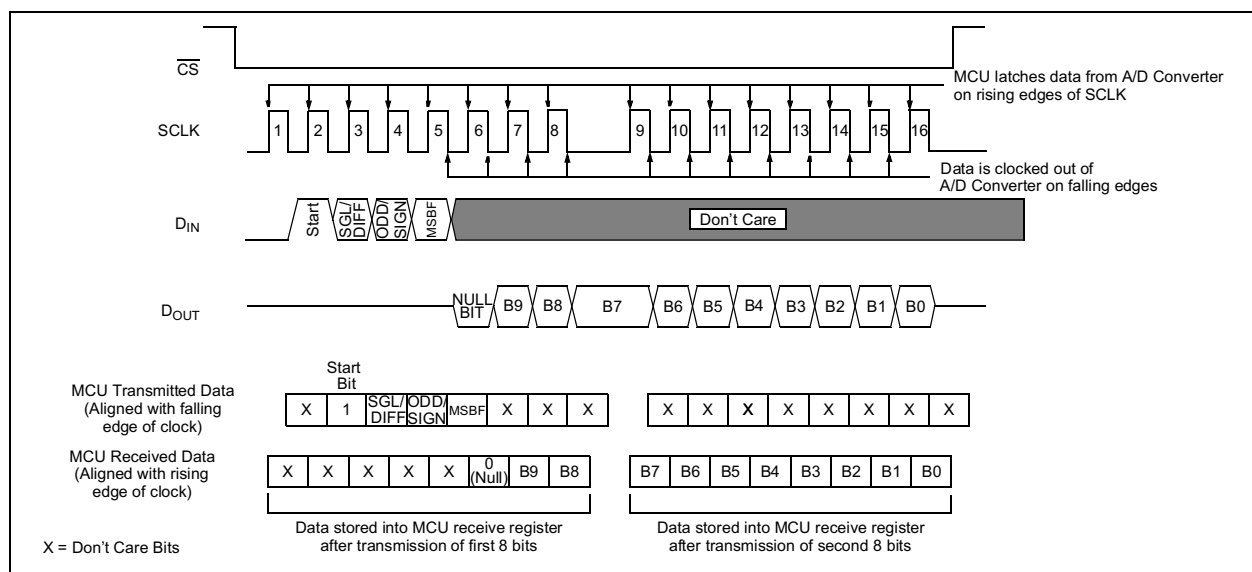 CS
MCU latches data from A/D Converter
on rising edges of SCLK
SCLK
1 2 3 4 5 6 7 8 9 10 11 12 13 14 15 16
Data is clocked out of
A/D Converter on falling edges
DIN
Start
SGL/
DIFF
ODD/
SIGN
MSBF
Don't Care
DOUT
NULL
BIT
B9 B8 B7 B6 B5 B4 B3 B2 B1 B0
Start
Bit
MCU Transmitted Data
(Aligned with falling
edge of clock)
X 1 SGL/
DIFF ODD/
SIGN MSBF X X X
X X X X X X X X
MCU Received Data
(Aligned with rising
edge of clock)
X X X X X 0
(Null) B9 B8
B7 B6 B5 B4 B3 B2 B1 B0
Data stored into MCU receive register
after transmission of first 8 bits
Data stored into MCU receive register
after transmission of second 8 bits
X = Don't Care Bits